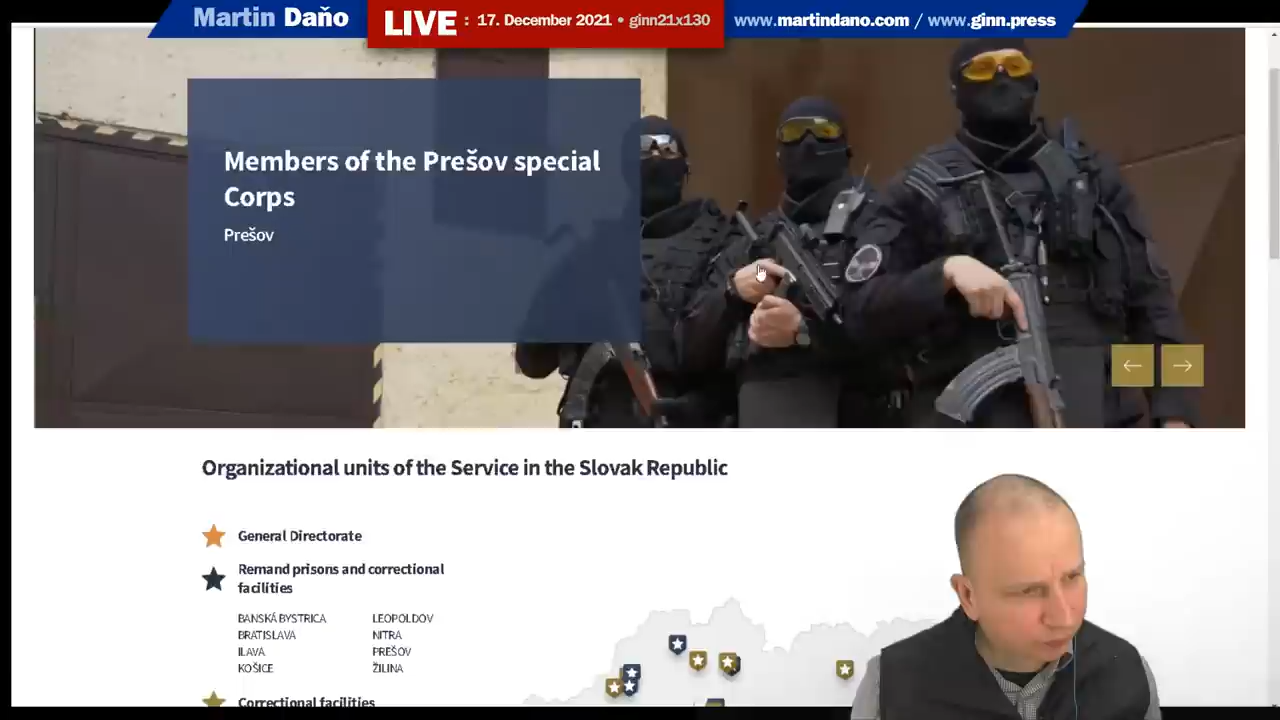 Martin Daňo
LIVE : 17. December 2021 • ginn21x130
www.martindano.com / www.ginn.press
Members of the Prešov special
Corps
Prešov
Organizational units of the Service in the Slovak Republic
General Directorate
Remand prisons and correctional
facilities
BANSKÁ BYSTRICA LEOPOLDOV
BRATISLAVA NITRA
ILAVA PREŠOV
KOŠICE ŽILINA
Correctional facilities